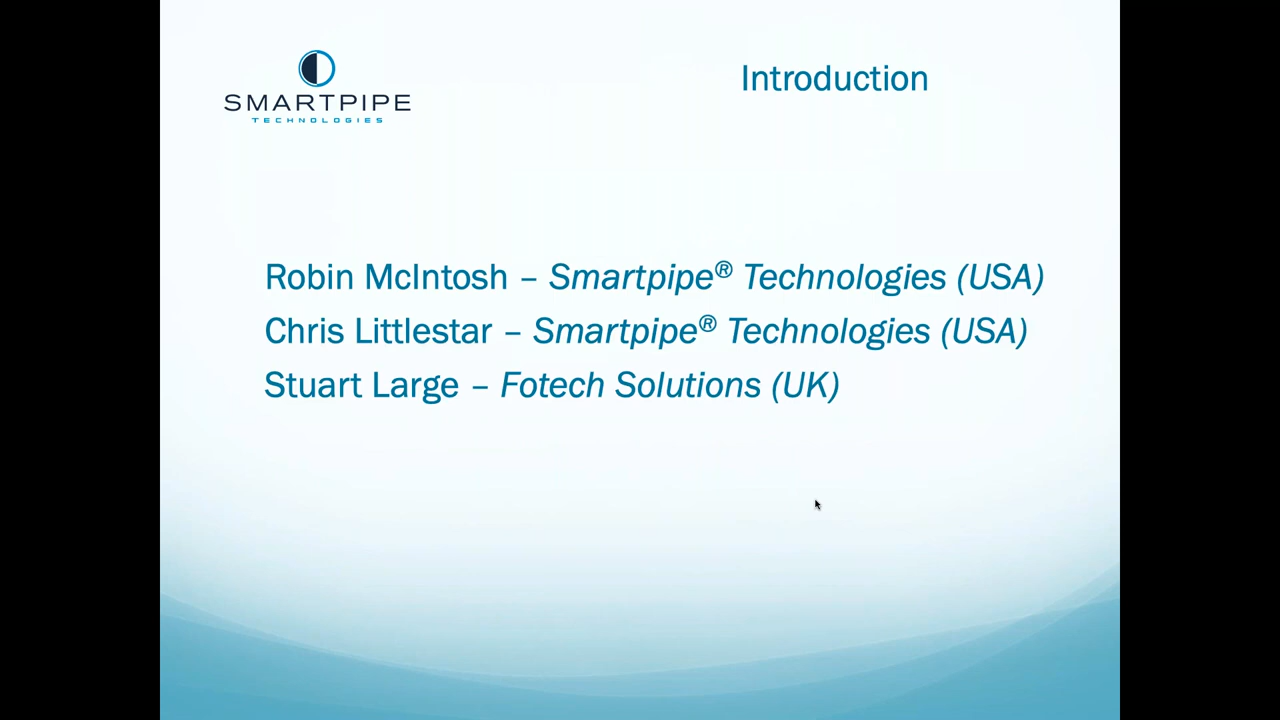 SMARTPIPE
TECHNOLOGIES
Introduction
Robin McIntosh – Smartpipe® Technologies (USA)
Chris Littlestar – Smartpipe® Technologies (USA)
Stuart Large – Fotech Solutions (UK)